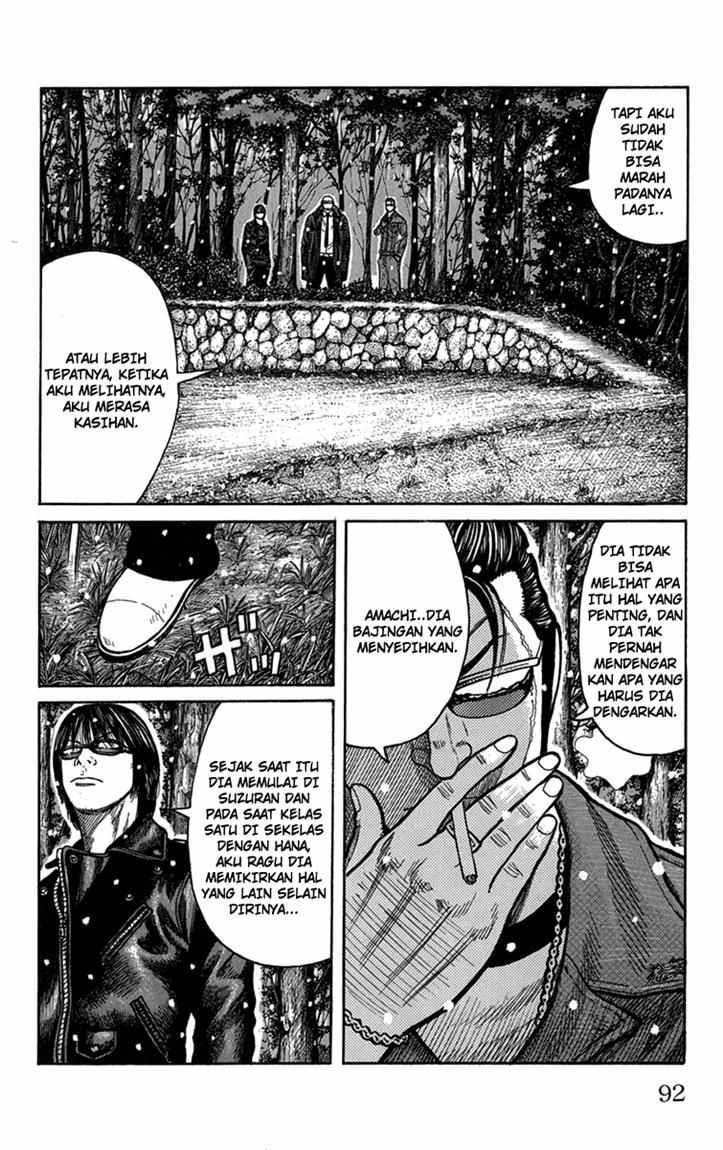 TAPI AKU
SUDAH
TIDAK
BISA
MARAH
PADANYA
LAGI..
ATAU LEBIH
TEPATNYA, KETIKA
AKU MELIHATNYA,
AKU MERASA
KASIHAN.
DIA TIDAK
BISA
MELIHAT APA
ITU HAL YANG
PENTING, DAN
DIA TAK
PERNAH
MENDENGAR
KAN APA YANG
HARUS DIA
DENGARKAN.
AMACHI..DIA
BAJINGAN YANG
MENYEDIHKAN.
ザッ
SEJAK SAAT ITU
DIA MEMULAI DI
SUZURAN DAN
PADA SAAT KELAS
SATU DI SEKELAS
DENGAN HANA,
AKU RAGU DIA
MEMIKIRKAN HAL
YANG LAIN SELAIN
DIRINYA...
92